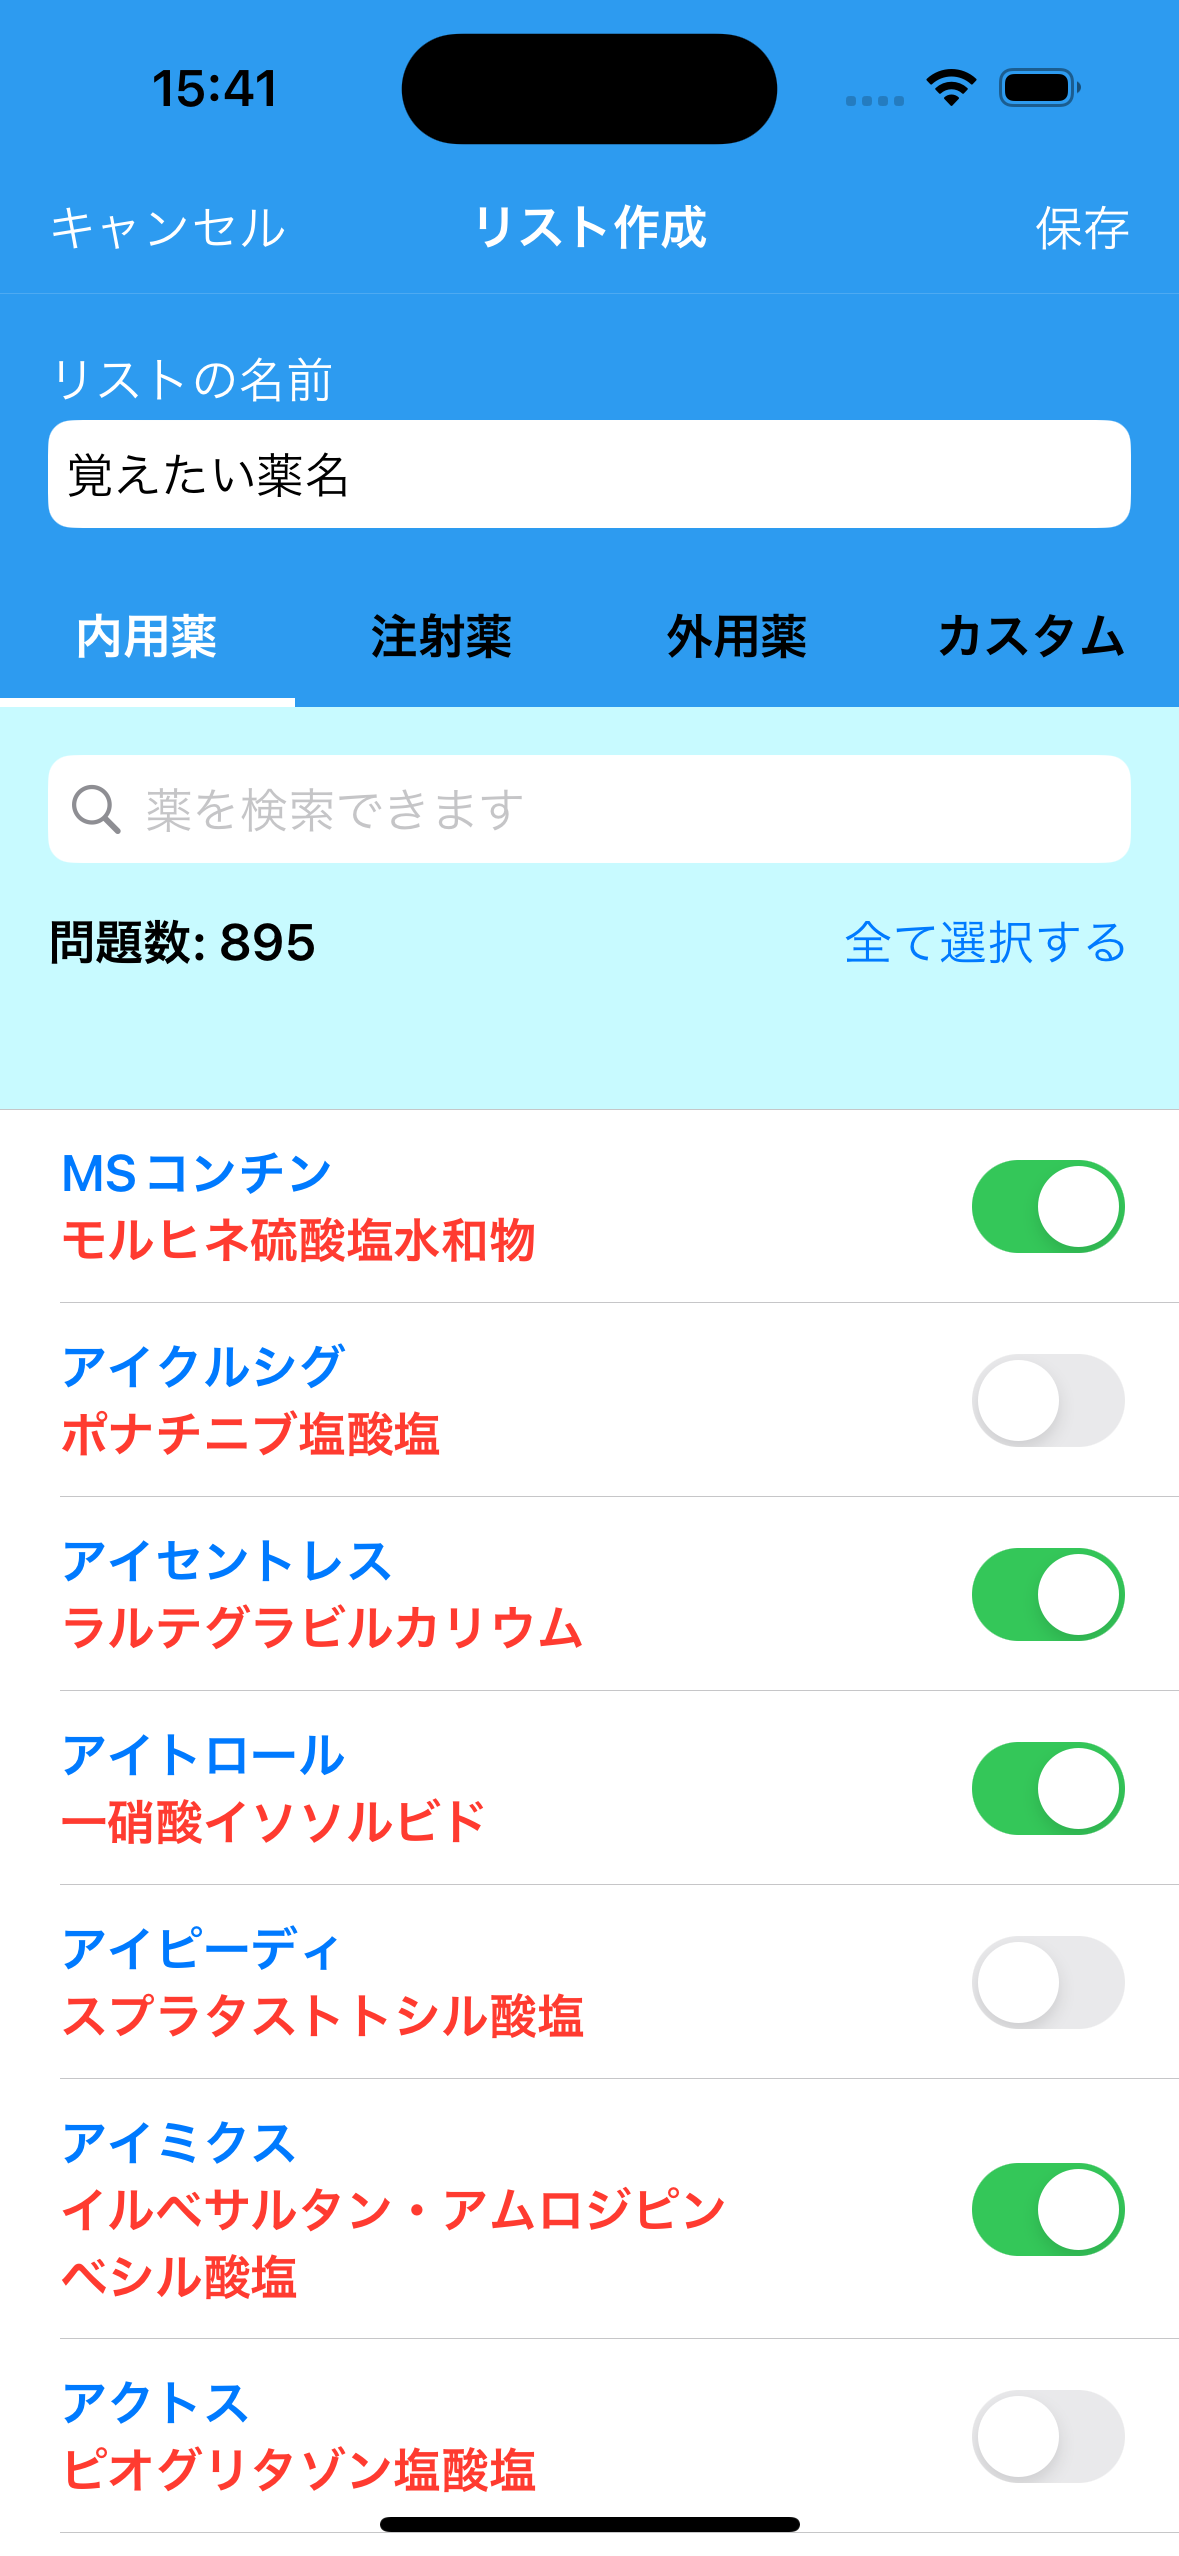 15:41
キャンセル
リスト作成
保存
リストの名前
覚えたい薬名
内用薬
注射薬
外用薬
カスタム
薬を検索できます
問題数: 895
全て選択する
MSコンチン
モルヒネ硫酸塩水和物
アイクルシグ
ポナチニブ塩酸塩
アイセントレス
ラルテグラビルカリウム
アイトロール
一硝酸イソソルビド
アイピーディ
スプラタストトシル酸塩
アイミクス
イルベサルタン・アムロジピン
ベシル酸塩
アクトス
ピオグリタゾン塩酸塩